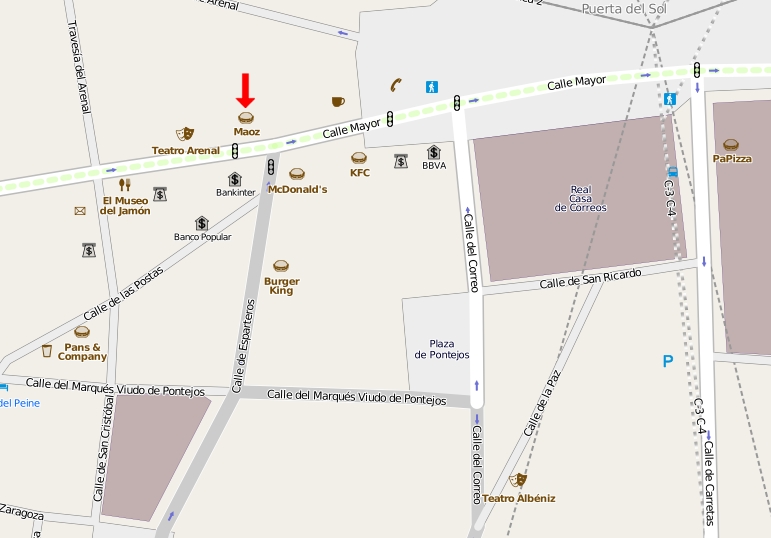 Arenal
Puerta del Sol
Travesía del Arenal
Calle Mayor
Maoz
Calle Mayor
Teatro Arenal
KFC
BBVA
PaPizza
Bankinter
McDonald's
El Museo
del Jamón
Real
Casa
de Correos
C-3 C-4
Banco Popular
Calle del Correo
Calle de San Ricardo
Burger
King
Calle de las Postas
Pans &
Company
Calle de Esparteros
Plaza
de Pontejos
Calle del Marqués Viudo de Pontejos
Calle del Marqués Viudo de Pontejos
del Peine
Calle de la Paz
P
C-3 C-4
Calle de San Cristóbal
Calle del Correo
Calle de Carretas
Teatro Albéniz
Zaragoza